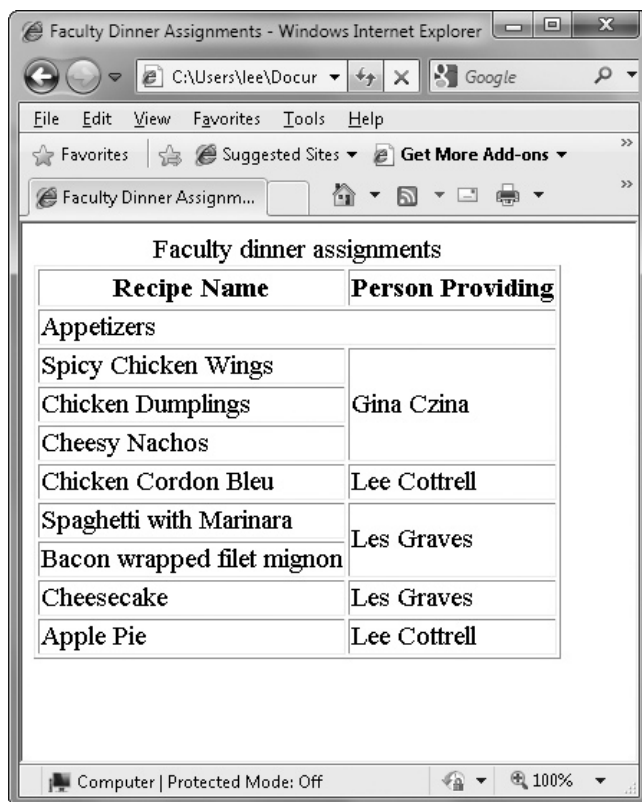 Faculty Dinner Assignments - Windows Internet Explorer
C:\Users\lee\Docur
Google
File Edit View Favorites Tools Help
Favorites Suggested Sites Get More Add-ons
Faculty Dinner Assignm...
Faculty dinner assignments
Recipe Name Person Providing
Appetizers
Spicy Chicken Wings
Chicken Dumplings Gina Czina
Cheesy Nachos
Chicken Cordon Bleu Lee Cottrell
Spaghetti with Marinara
Les Graves
Bacon wrapped filet mignon
Cheesecake Les Graves
Apple Pie Lee Cottrell
Computer | Protected Mode: Off 100%